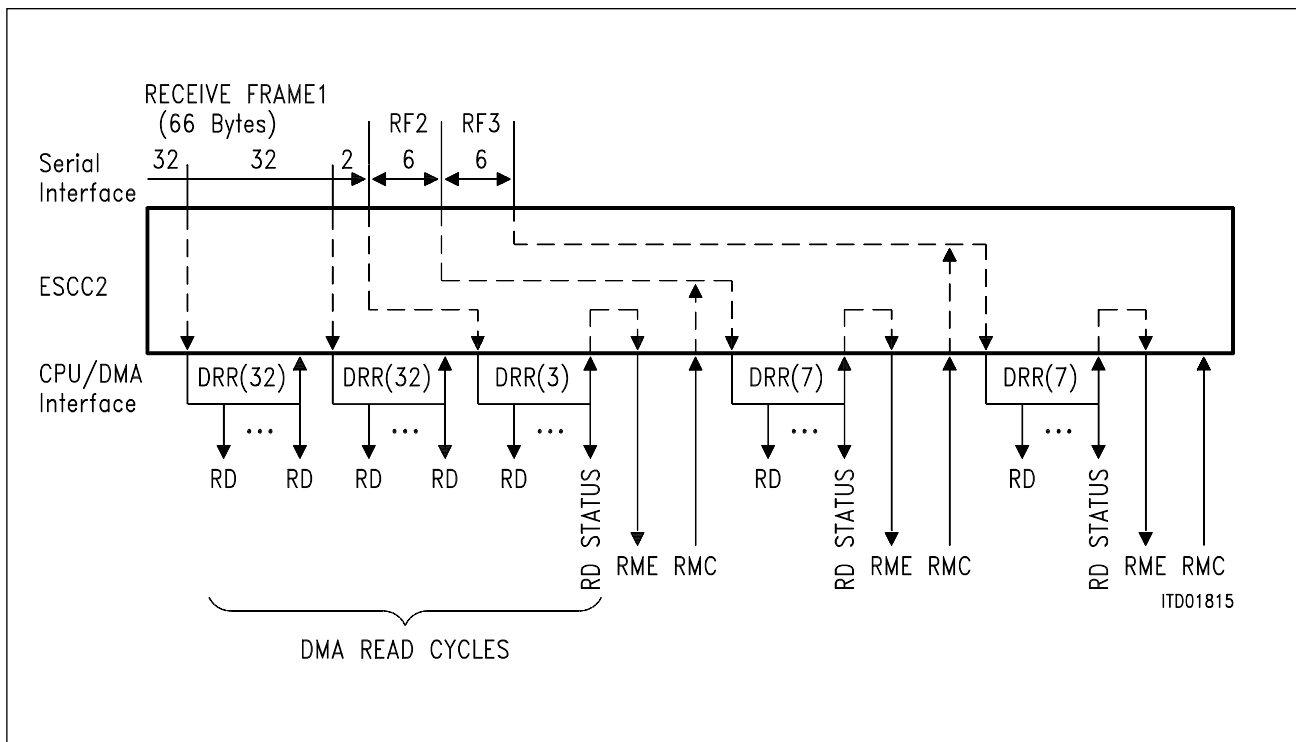 RECEIVE FRAME1
(66 Bytes)
RF2 RF3
32 32 2 6 6
Serial
Interface
ESCC2
CPU/DMA
Interface
DRR(32) DRR(32) DRR(3) DRR(7) DRR(7)
... ... ... ... ...
RD RD RD RD RD RD RD
RD STATUS RD STATUS RD STATUS
RME RMC RME RMC RME RMC
ITD01815
DMA READ CYCLES